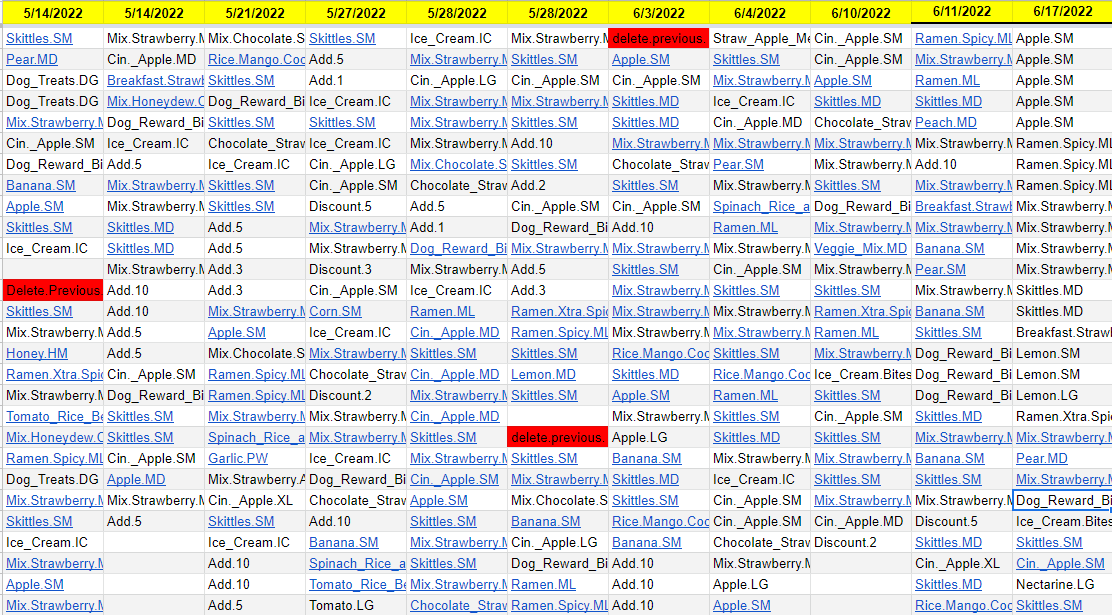 5/14/2022 5/14/2022 5/21/2022 5/27/2022 5/28/2022 5/28/2022 6/3/2022 6/4/2022 6/10/2022 6/11/2022 6/17/2022
Skittles.SM Mix.Strawberry.M Mix.Chocolate.S Skittles.SM Ice_Cream.IC Mix.Strawberry.M delete.previous. Straw_Apple_Me Cin._Apple.SM Ramen.Spicy.ML Apple.SM
Pear.MD Cin._Apple.MD Rice.Mango.Coc Add.5 Mix.Strawberry.M Skittles.SM Apple.SM Skittles.SM Cin._Apple.SM Mix.Strawberry.M Apple.SM
Dog_Treats.DG Breakfast.Strawb Skittles.SM Add.1 Cin._Apple.LG Cin._Apple.SM Cin._Apple.SM Mix.Strawberry.M Apple.SM Ramen.ML Apple.SM
Dog_Treats.DG Mix.Honeydew.C Dog_Reward_Bi Ice_Cream.IC Mix.Strawberry.M Mix.Strawberry.M Skittles.MD Ice_Cream.IC Skittles.MD Skittles.MD Apple.SM
Mix.Strawberry.M Dog_Reward_Bi Skittles.SM Skittles.SM Mix.Strawberry.M Skittles.SM Skittles.MD Cin._Apple.MD Chocolate_Straw Peach.MD Apple.SM
Cin._Apple.SM Ice_Cream.IC Chocolate_Straw Ice_Cream.IC Mix.Strawberry.M Add.10 Mix.Strawberry.M Mix.Strawberry.M Mix.Strawberry.M Mix.Strawberry.M Ramen.Spicy.ML
Dog_Reward_Bi Add.5 Ice_Cream.IC Cin._Apple.LG Mix.Chocolate.S Skittles.SM Chocolate_Straw Pear.SM Mix.Strawberry.M Add.10 Ramen.Spicy.ML
Banana.SM Mix.Strawberry.M Skittles.SM Cin._Apple.SM Chocolate_Straw Add.2 Skittles.SM Mix.Strawberry.M Skittles.SM Mix.Strawberry.M Ramen.Spicy.ML
Apple.SM Mix.Strawberry.M Skittles.SM Discount.5 Add.5 Cin._Apple.SM Cin._Apple.SM Spinach_Rice_a Dog_Reward_Bi Breakfast.Strawb Mix.Strawberry.M
Skittles.SM Skittles.MD Add.5 Mix.Strawberry.M Add.1 Dog_Reward_Bi Add.10 Ramen.ML Mix.Strawberry.M Mix.Strawberry.M Mix.Strawberry.M
Ice_Cream.IC Skittles.MD Add.5 Mix.Strawberry.M Dog_Reward_Bi Mix.Strawberry.M Mix.Strawberry.M Cin._Apple.SM Veggie_Mix.MD Banana.SM Mix.Strawberry.M
Mix.Strawberry.M Add.3 Discount.3 Mix.Strawberry.M Add.5 Skittles.SM Mix.Strawberry.M Mix.Strawberry.M Pear.SM Mix.Strawberry.M
Delete.Previous. Add.10 Add.3 Cin._Apple.SM Ice_Cream.IC Add.3 Mix.Strawberry.M Skittles.SM Skittles.SM Mix.Strawberry.M Skittles.MD
Skittles.SM Add.10 Mix.Strawberry.M Corn.SM Ramen.ML Ramen.Xtra.Spic Mix.Strawberry.M Mix.Strawberry.M Ramen.Xtra.Spic Banana.SM Skittles.MD
Mix.Strawberry.M Add.5 Apple.SM Ice_Cream.IC Cin._Apple.MD Ramen.Spicy.ML Mix.Strawberry.M Mix.Strawberry.M Ramen.ML Skittles.SM Breakfast.Strawb
Honey.HM Add.5 Mix.Chocolate.S Mix.Strawberry.M Skittles.SM Skittles.SM Rice.Mango.Coc Skittles.SM Mix.Strawberry.M Dog_Reward_Bi Lemon.SM
Ramen.Xtra.Spic Cin._Apple.SM Ramen.Spicy.ML Chocolate_Straw Cin._Apple.MD Lemon.MD Skittles.MD Rice.Mango.Coc Ice_Cream.Bites Dog_Reward_Bi Lemon.SM
Mix.Strawberry.M Dog_Reward_Bi Ramen.Spicy.ML Discount.2 Mix.Strawberry.M Skittles.SM Apple.SM Ramen.ML Skittles.SM Dog_Reward_Bi Lemon.LG
Tomato_Rice_Be Skittles.SM Mix.Strawberry.M Mix.Strawberry.M Cin._Apple.MD Mix.Strawberry.M Skittles.SM Cin._Apple.SM Skittles.MD Ramen.Xtra.Spic
Mix.Honeydew.C Skittles.SM Spinach_Rice_a Mix.Strawberry.M Skittles.SM delete.previous. Apple.LG Skittles.MD Skittles.SM Mix.Strawberry.M Mix.Strawberry.M
Ramen.Spicy.ML Cin._Apple.SM Garlic.PW Ice_Cream.IC Mix.Strawberry.M Skittles.SM Banana.SM Mix.Strawberry.M Mix.Strawberry.M Banana.SM Pear.MD
Dog_Treats.DG Apple.MD Mix.Strawberry.A Dog_Reward_Bi Cin._Apple.SM Mix.Strawberry.M Skittles.MD Ice_Cream.IC Skittles.SM Skittles.SM Mix.Strawberry.M
Mix.Strawberry.M Mix.Strawberry.M Cin._Apple.XL Chocolate_Straw Apple.SM Mix.Chocolate.S Skittles.SM Cin._Apple.SM Mix.Strawberry.M Mix.Strawberry.M Dog_Reward_Bi
Skittles.SM Add.5 Skittles.SM Add.10 Skittles.SM Banana.SM Rice.Mango.Coc Cin._Apple.SM Cin._Apple.MD Discount.5 Ice_Cream.Bites
Ice_Cream.IC Ice_Cream.IC Banana.SM Mix.Strawberry.M Cin._Apple.LG Banana.SM Chocolate_Straw Discount.2 Skittles.MD Skittles.SM
Mix.Strawberry.M Add.10 Spinach_Rice_a Skittles.SM Dog_Reward_Bi Add.10 Mix.Strawberry.M Cin._Apple.XL Cin._Apple.SM
Apple.SM Add.10 Tomato_Rice_Be Mix.Strawberry.M Ramen.ML Add.10 Apple.LG Skittles.MD Nectarine.LG
Mix.Strawberry.M Add.5 Tomato.LG Chocolate_Straw Ramen.Spicy.ML Add.10 Apple.SM Rice.Mango.Coc Skittles.SM